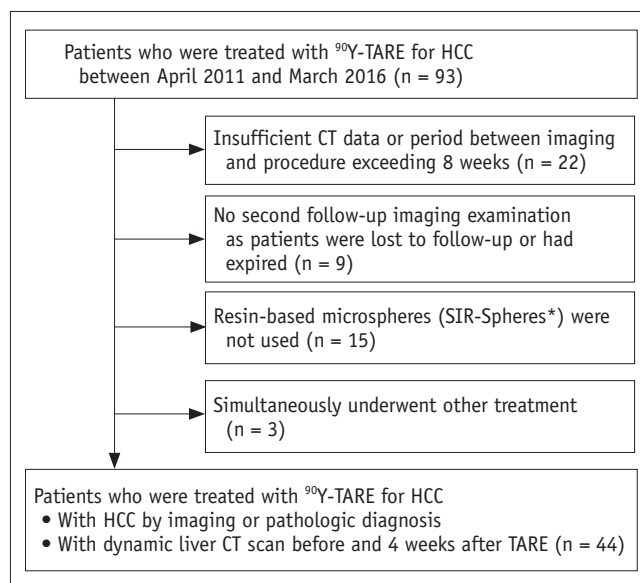 Patients who were treated with ⁹⁰Y-TARE for HCC
between April 2011 and March 2016 (n = 93)
Insufficient CT data or period between imaging
and procedure exceeding 8 weeks (n = 22)
No second follow-up imaging examination
as patients were lost to follow-up or had
expired (n = 9)
Resin-based microspheres (SIR-Spheres*) were
not used (n = 15)
Simultaneously underwent other treatment
(n = 3)
Patients who were treated with ⁹⁰Y-TARE for HCC
• With HCC by imaging or pathologic diagnosis
• With dynamic liver CT scan before and 4 weeks after TARE (n = 44)